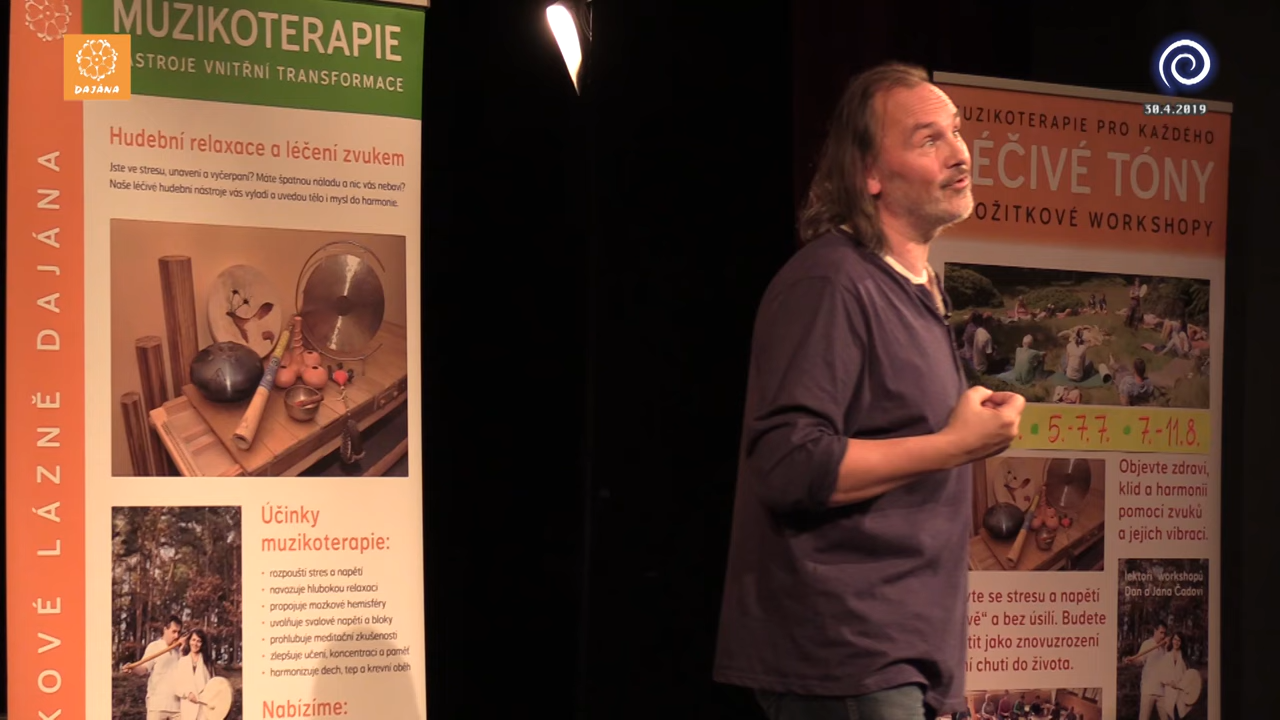 MUZIKOTERAPIE
NÁSTROJE VNITŘNÍ TRANSFORMACE
DAJÁNA
Hudební relaxace a léčení zvukem
Jste ve stresu, unaveni a vyčerpaní? Máte špatnou náladu a nic vás nebaví?
Naše léčivé hudební nástroje vás vyladí a uvedou tělo i mysl do harmonie.
KOVÉ LÁZNĚ DAJÁNA
Účinky
muzikoterapie:
• rozpouští stres a napětí
• navozuje hlubokou relaxaci
• propojuje mozkové hemisféry
• uvolňuje svalové napětí a bloky
• prohlubuje meditační zkušenosti
• zlepšuje učení, koncentraci a paměť
• harmonizuje dech, tep a krevní oběh
Nabízíme:
30.4.2019
MUZIKOTERAPIE PRO KAŽDÉHO
LÉČIVÉ TÓNY
OŽITKOVÉ WORKSHOPY
5.-7.7. • 7.-11.8.
Objevte zdraví,
klid a harmonii
pomocí zvuků
a jejich vibrací.
lektoři workshopů
Dan a Jana Čadovi
se stresu a napětí
a bez úsilí. Budete
jako znovuzrození
chuti do života.